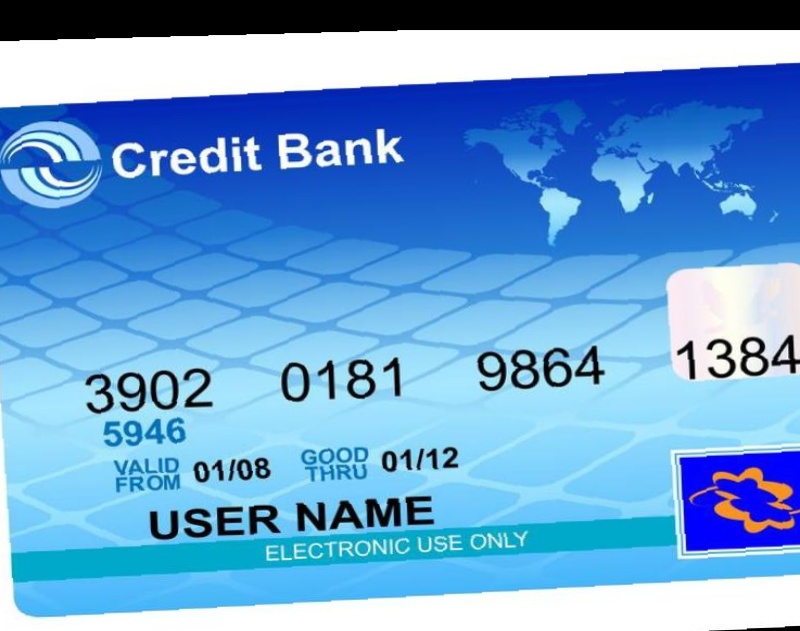 Credit Bank
3902 0181 9864 1384
5946
VALID FROM 01/08 GOOD THRU 01/12
USER NAME
ELECTRONIC USE ONLY